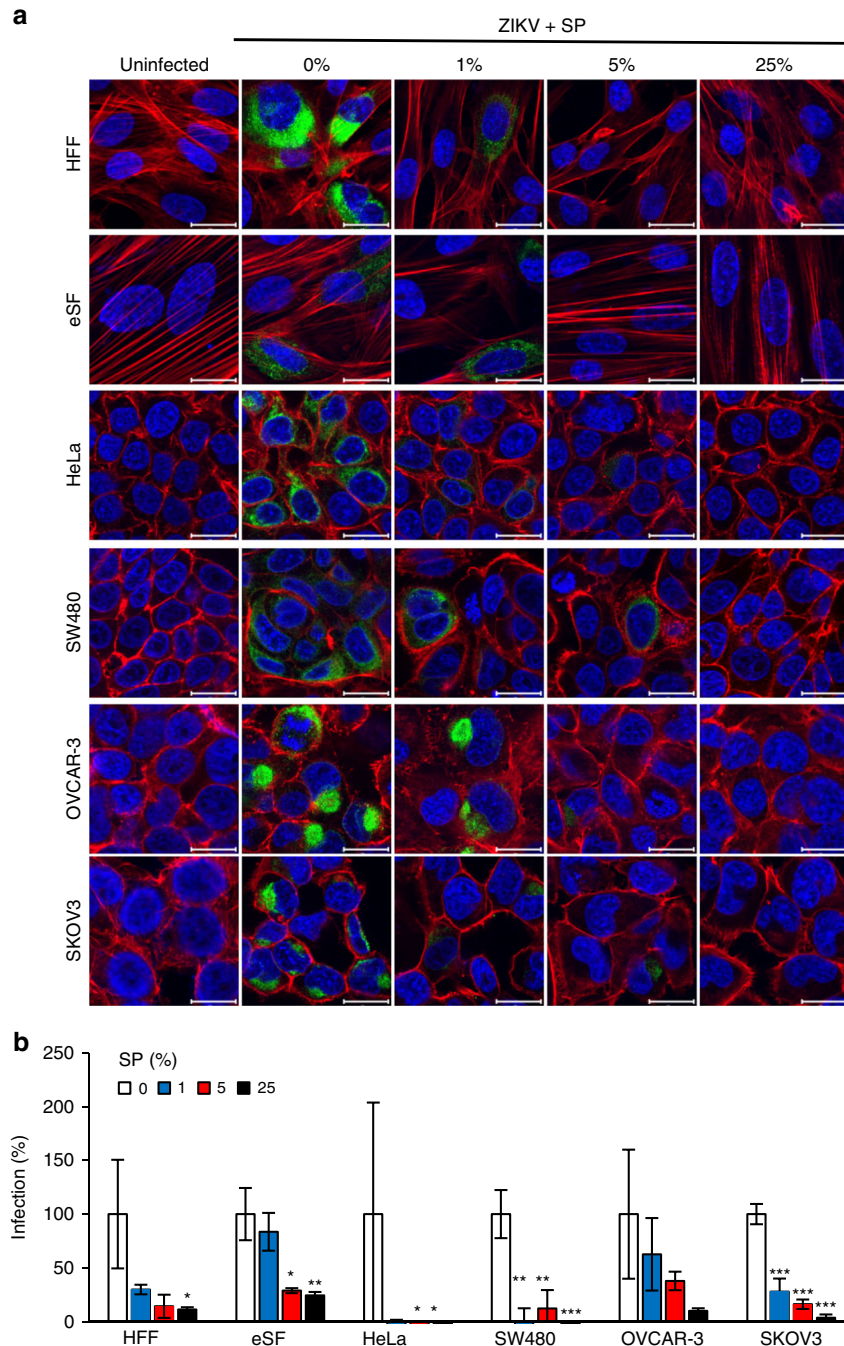 a
ZIKV + SP
Uninfected 0% 1% 5% 25%
HFF
eSF
HeLa
SW480
OVCAR-3
SKOV3
b
SP (%)
0 1 5 25
Infection (%)
250
200
150
100
50
0
* * ** * * ** ** *** *** *** ***
HFF eSF HeLa SW480 OVCAR-3 SKOV3